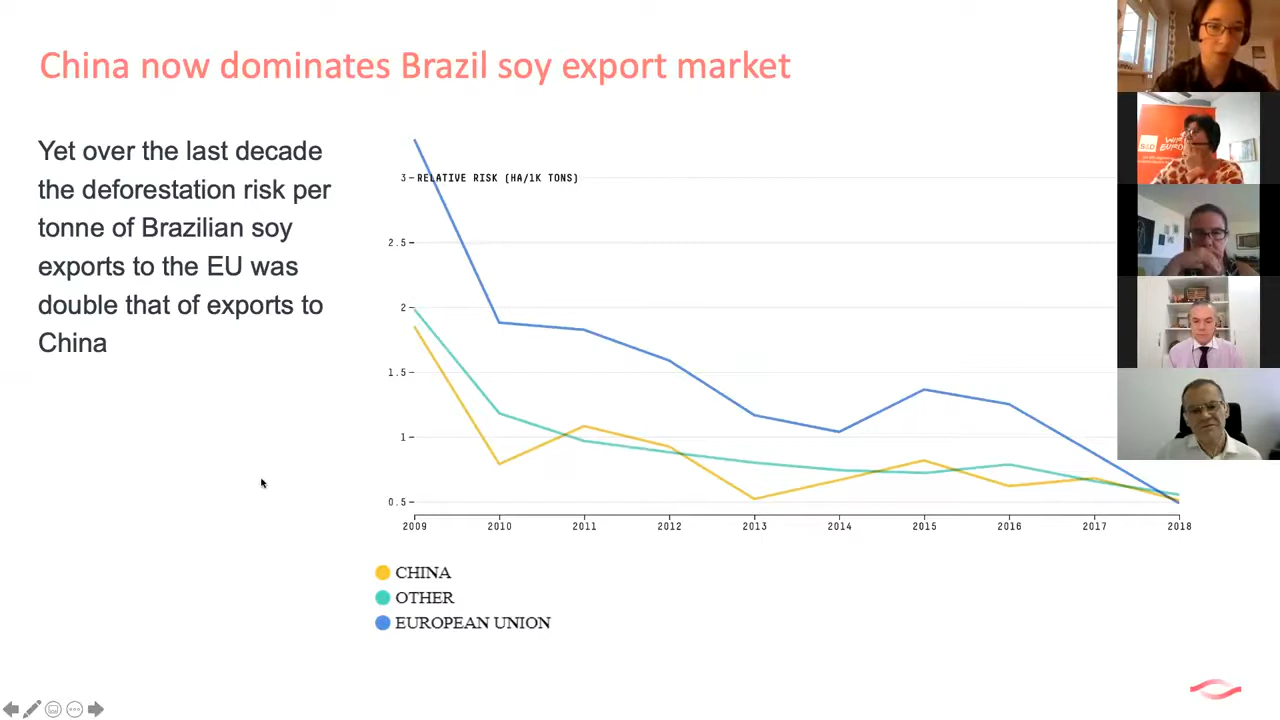 China now dominates Brazil soy export market
Yet over the last decade
the deforestation risk per
tonne of Brazilian soy
exports to the EU was
double that of exports to
China
3
RELATIVE RISK (HA/1K TONS)
2.5
2
1.5
1
0.5
2009 2010 2011 2012 2013 2014 2015 2016 2017 2018
CHINA
OTHER
EUROPEAN UNION
S&D